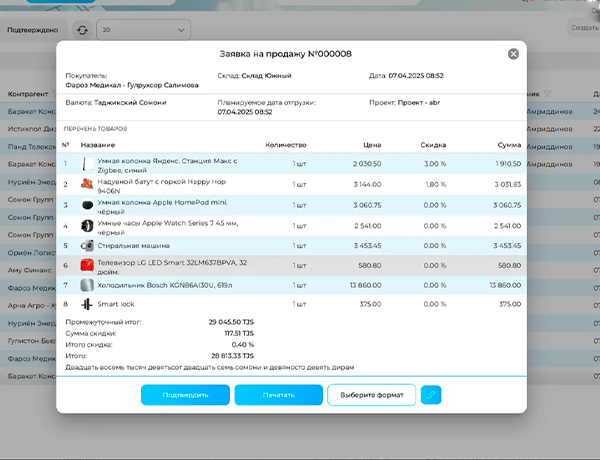 Подтверждено
20
Создать
Контрагент
Баракат Конс
Истиклол Диз
Панд Телеком
Баракат Конс
Нуриён Энер
Сомон Групп
Сомон Групп
Ориён Логист
Аму Финанс
Фароз Медик
Арча Агро - Ху
Нуриён Энер
Гулистон Бью
Фароз Медик
Баракат Конс
Заявка на продажу №000008
Покупатель:
Фароз Медикал - Гулрухсор Салимова
Склад: Склад Южный
Дата: 07.04.2025 08:52
Валюта: Таджикский Сомони
Планируемое дата отгрузки:
07.04.2025 08:52
Проект: Проект - abr
ПЕРЕЧЕНЬ ТОВАРОВ
№ Название Количество Цена Скидка Сумма
1 Умная колонка Яндекс. Станция Макс с
Zigbee, синий 1 шт 2 030.50 3.00 % 1 910.50
2 Надувной батут с горкой Happy Hop
9406N 1 шт 3 144.00 1.80 % 3 031.83
3 Умная колонка Apple HomePod mini,
чёрный 1 шт 3 060.75 0.00 % 3 060.75
4 Умные часы Apple Watch Series 7 45 мм,
чёрный 1 шт 2 541.00 0.00 % 2 541.00
5 Стиральная машина 1 шт 3 453.45 0.00 % 3 453.45
6 Телевизор LG LED Smart 32LM637BPVA, 32
дюйм. 1 шт 580.80 0.00 % 580.80
7 Холодильник Bosch KGN86AI30U, 619л 1 шт 13 860.00 0.00 % 13 860.00
8 Smart lock 1 шт 375.00 0.00 % 375.00
Промежуточный итог: 29 045.50 TJS
Сумма скидки: 117.51 TJS
Итого скидка: 0.40 %
Итого: 28 813.33 TJS
Двадцать восемь тысяч девятьсот двадцать семь сомони и девяносто девять дирам
Подтвердить
Печатать
Выберите формат
ник
Амриддинов
Амриддинов
Амриддинов